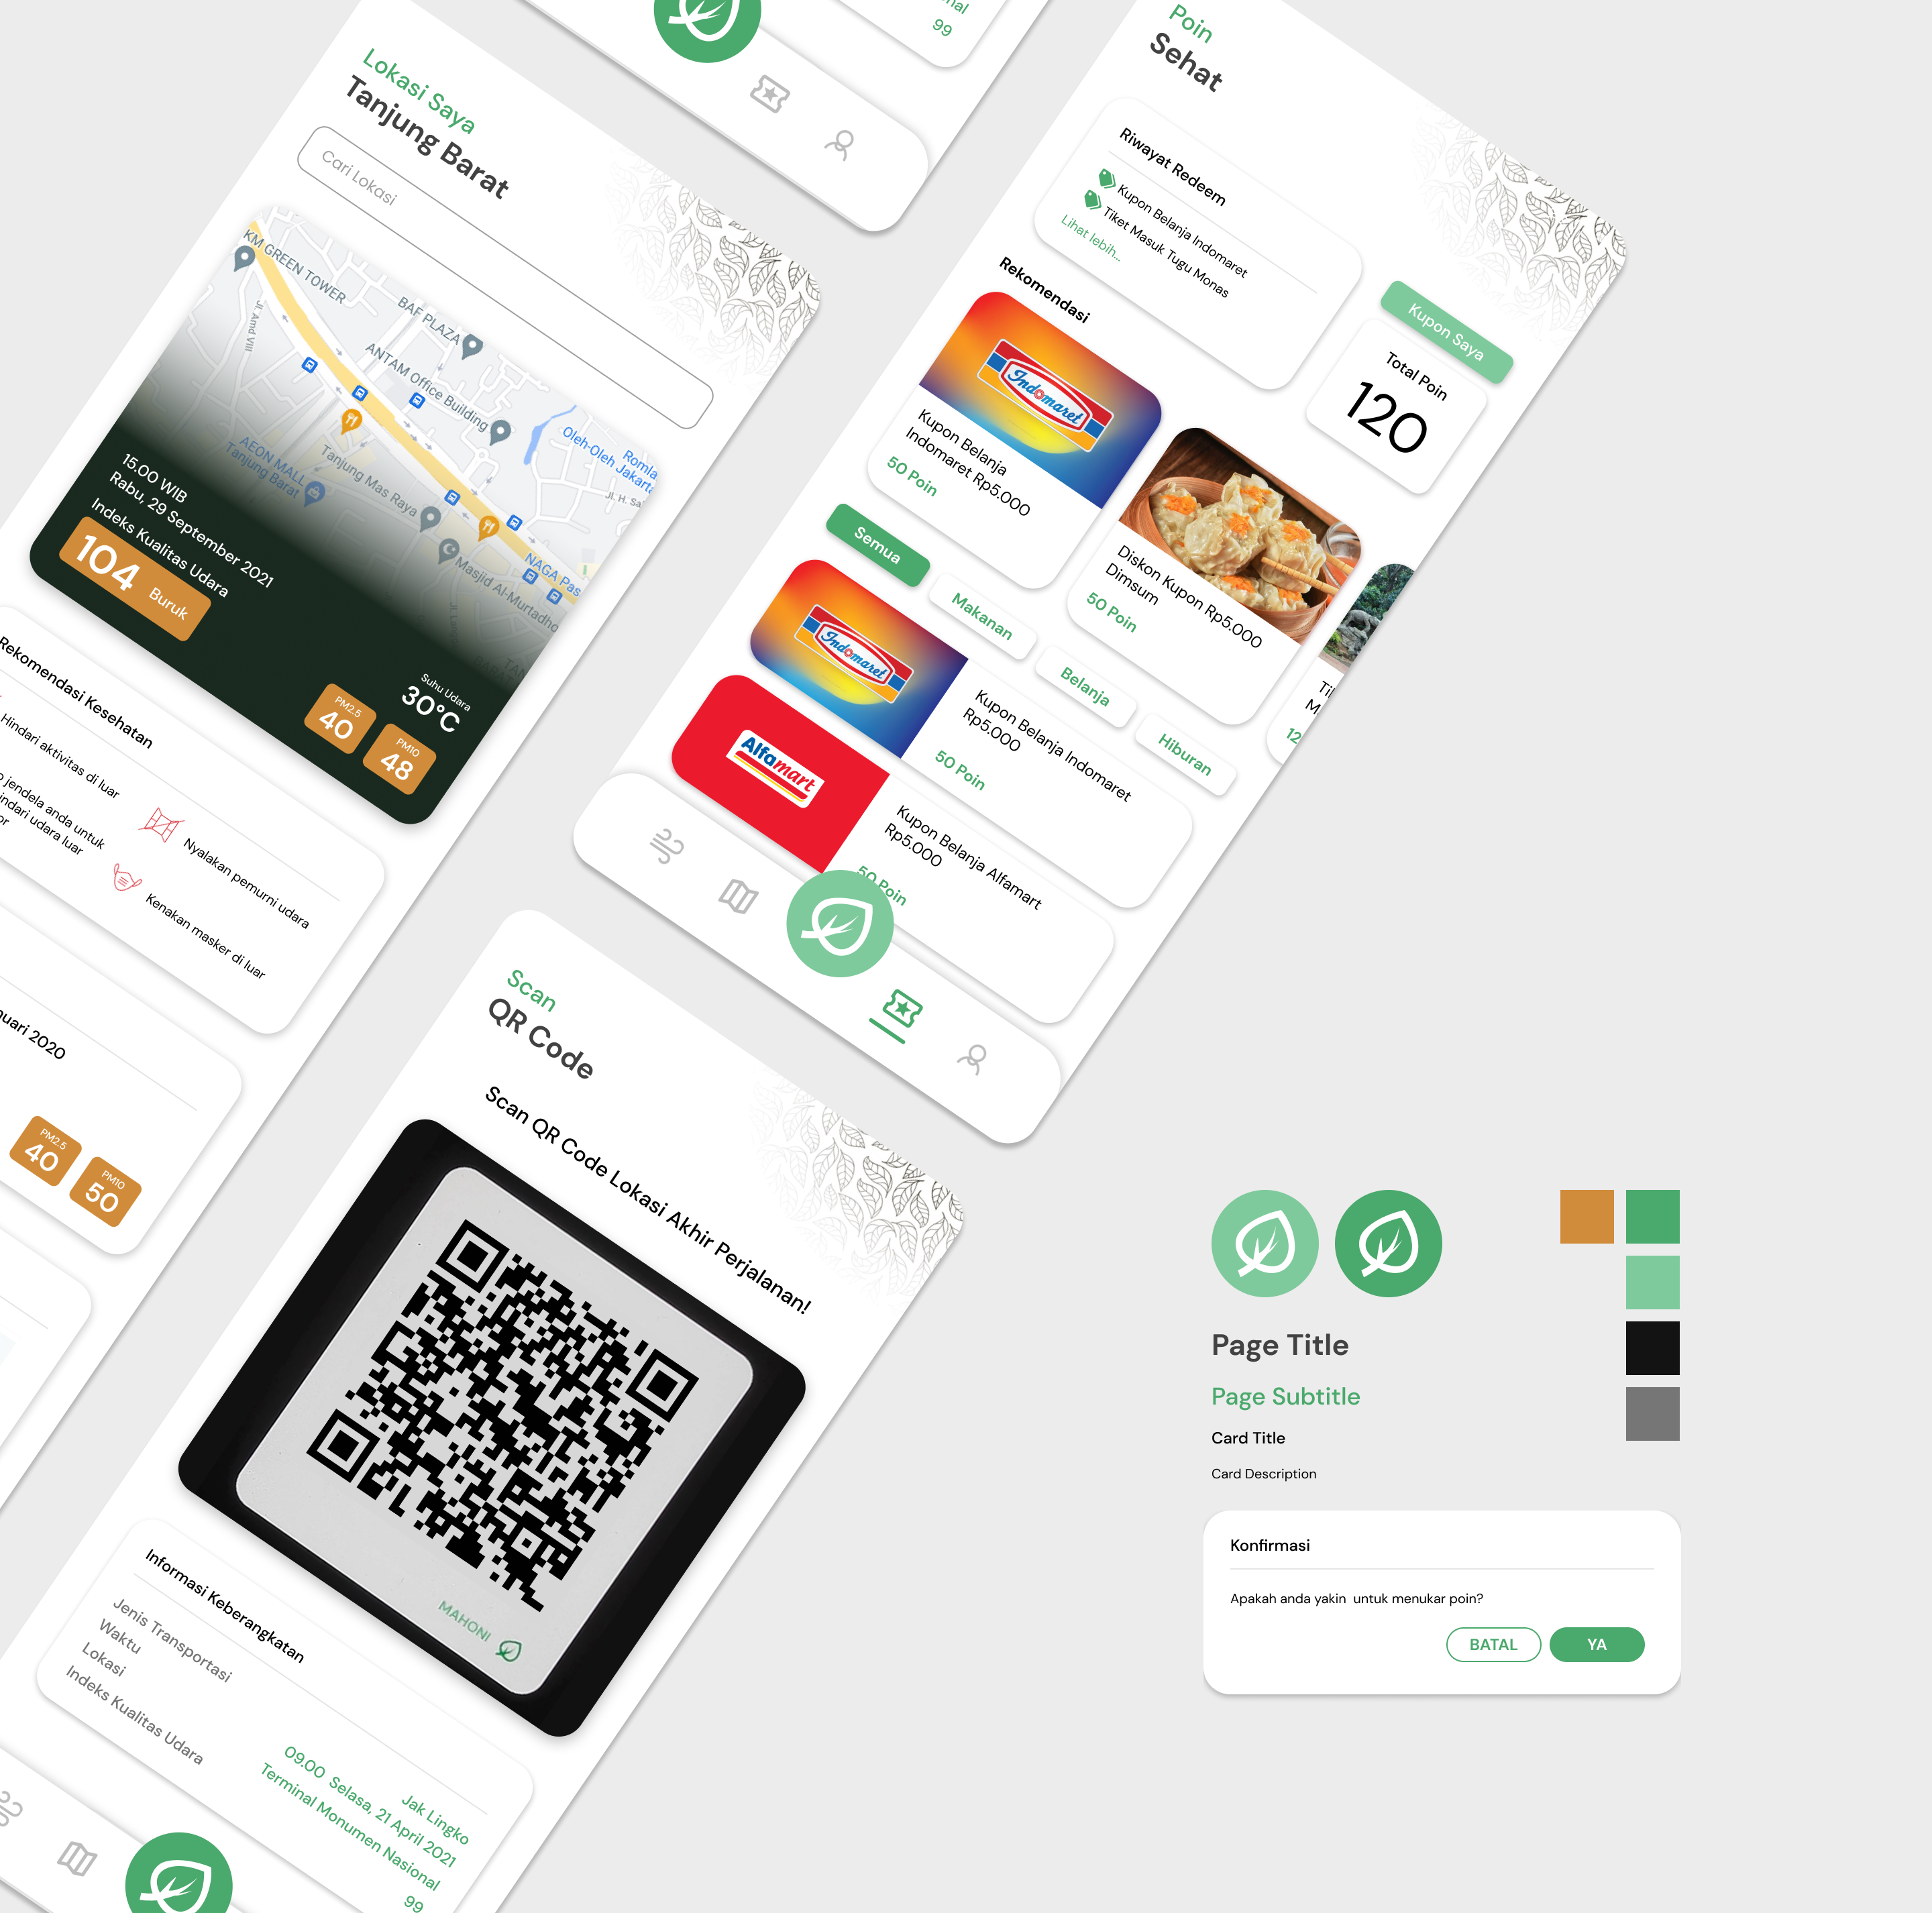 Lokasi Saya
Tanjung Barat
Cari Lokasi
KM GREEN TOWER
BAF PLAZA
ANTAM Office Building
Jl. Amd VIII
Oleh-Oleh Jakarta
Tanjung Mas Raya
AEON MALL
Tanjung Barat
Jl. H. Sa
NAGA Pas
Masjid Al-Murtadho
15.00 WIB
Rabu, 29 September 2021
Indeks Kualitas Udara
104 Buruk
Suhu Udara
30°C
PM2.5
40
PM10
48
Rekomendasi Kesehatan
Hindari aktivitas di luar
Nyalakan pemurni udara
jendela anda untuk
udara luar
Kenakan masker di luar
2020
PM2.5
40
PM10
50
99
Poin
Sehat
Riwayat Redeem
Kupon Belanja Indomaret
Tiket Masuk Tugu Monas
Lihat lebih...
Kupon Saya
Total Poin
120
Rekomendasi
Indomaret
Kupon Belanja
Indomaret Rp5.000
50 Poin
Diskon Kupon Rp5.000
Dimsum
50 Poin
Semua
Makanan
Belanja
Hiburan
Indomaret
Kupon Belanja Indomaret
Rp5.000
50 Poin
Alfamart
Kupon Belanja Alfamart
Rp5.000
50 Poin
Scan
QR Code
Scan QR Code Lokasi Akhir Perjalanan!
MAHONI
Informasi Keberangkatan
Jenis Transportasi
Jak Lingko
Waktu
09.00 Selasa, 21 April 2021
Lokasi
Terminal Monumen Nasional
Indeks Kualitas Udara
99
Page Title
Page Subtitle
Card Title
Card Description
Konfirmasi
Apakah anda yakin  untuk menukar poin?
BATAL
YA